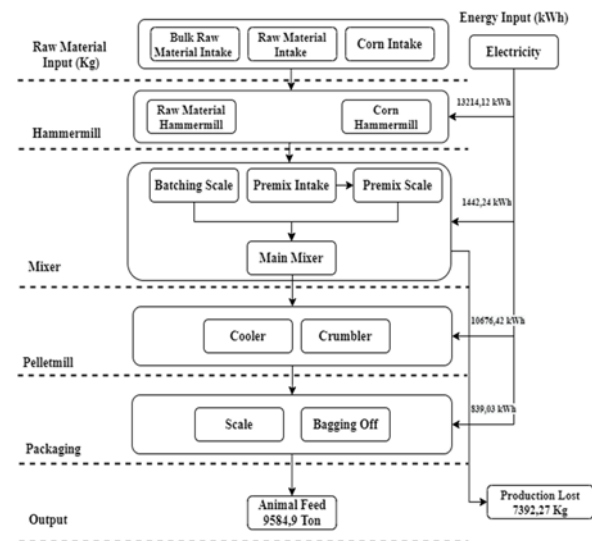 Energy Input (kWh)
Raw Material
Input (Kg)
Bulk Raw
Material Intake
Raw Material
Intake
Corn Intake
Electricity
13214,12 kWh
Raw Material
Hammermill
Corn
Hammermill
Hammermill
Batching Scale
Premix Intake
Premix Scale
1442,24 kWh
Main Mixer
Mixer
10676,42 kWh
Cooler
Crumbler
Pelletmill
839,03 kWh
Scale
Bagging Off
Packaging
Animal Feed
9584,9 Ton
Production Lost
7392,27 Kg
Output